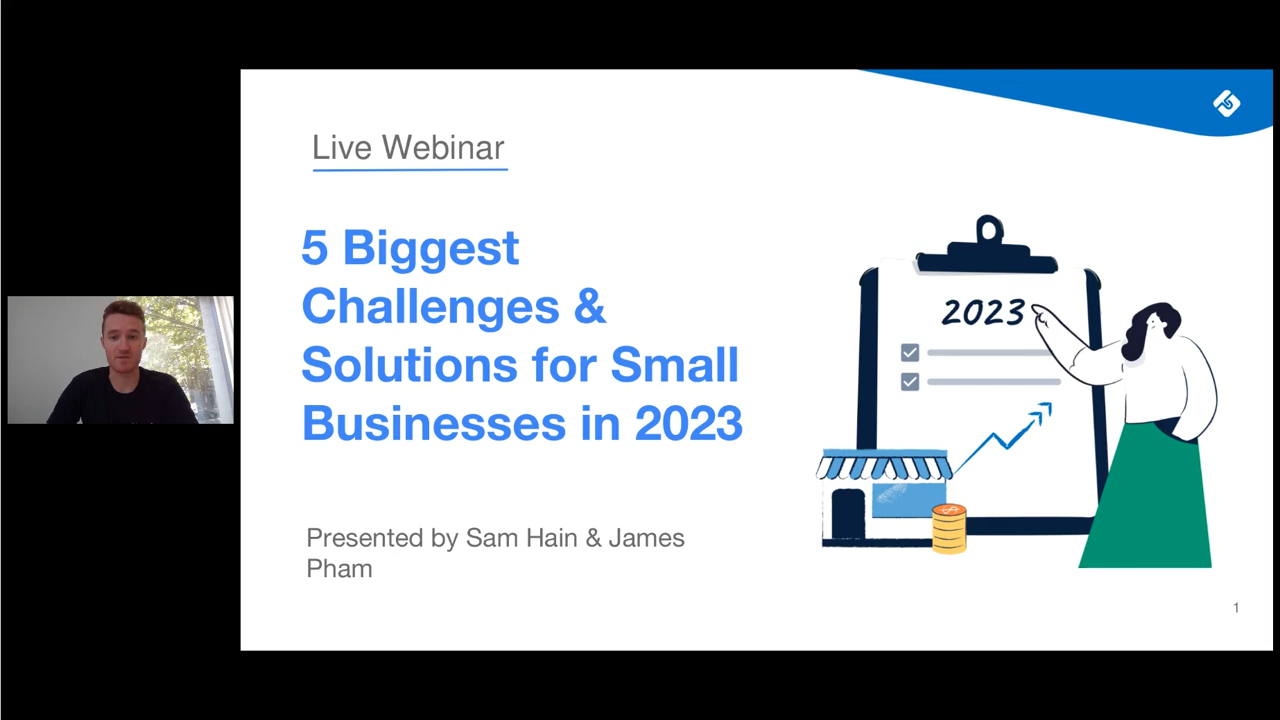 Live Webinar
5 Biggest
Challenges &
Solutions for Small
Businesses in 2023
Presented by Sam Hain & James
Pham
2023
1